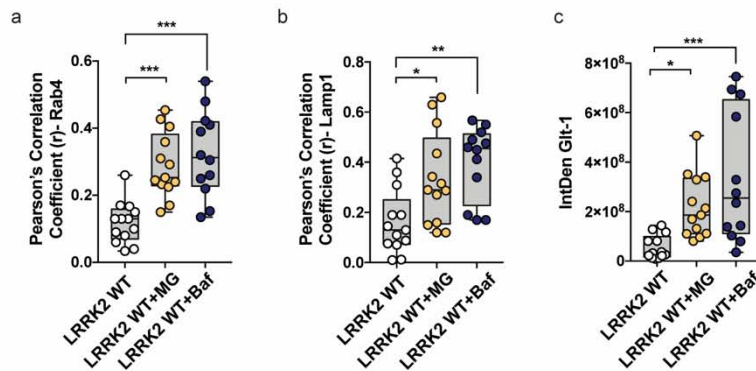 a
Pearson's Correlation
Coefficient (r)- Rab4
0.6
0.4
0.2
0.0
***
***
LRRK2 WT
LRRK2 WT+MG
LRRK2 WT+Baf
b
Pearson's Correlation
Coefficient (r)- Lamp1
0.8
0.6
0.4
0.2
0.0
**
*
LRRK2 WT
LRRK2 WT+MG
LRRK2 WT+Baf
c
IntDen Glt-1
8×10⁸
6×10⁸
4×10⁸
2×10⁸
0
***
*
LRRK2 WT
LRRK2 WT+MG
LRRK2 WT+Baf